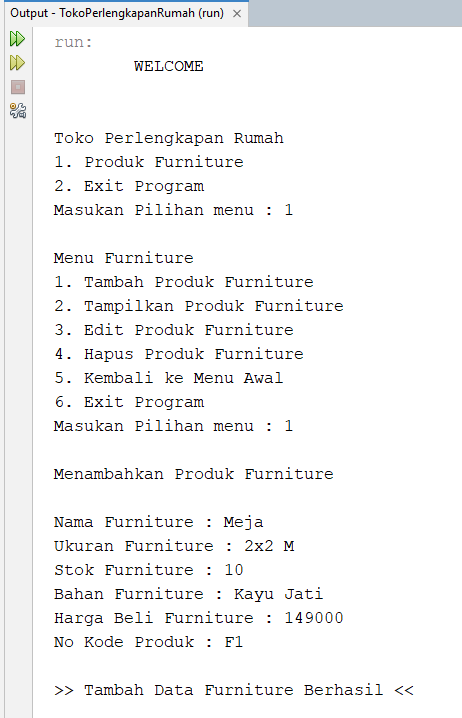 Output - TokoPerlengkapanRumah (run) ×
run:
WELCOME
Toko Perlengkapan Rumah
1. Produk Furniture
2. Exit Program
Masukan Pilihan menu : 1
Menu Furniture
1. Tambah Produk Furniture
2. Tampilkan Produk Furniture
3. Edit Produk Furniture
4. Hapus Produk Furniture
5. Kembali ke Menu Awal
6. Exit Program
Masukan Pilihan menu : 1
Menambahkan Produk Furniture
Nama Furniture : Meja
Ukuran Furniture : 2x2 M
Stok Furniture : 10
Bahan Furniture : Kayu Jati
Harga Beli Furniture : 149000
No Kode Produk : F1
>> Tambah Data Furniture Berhasil <<